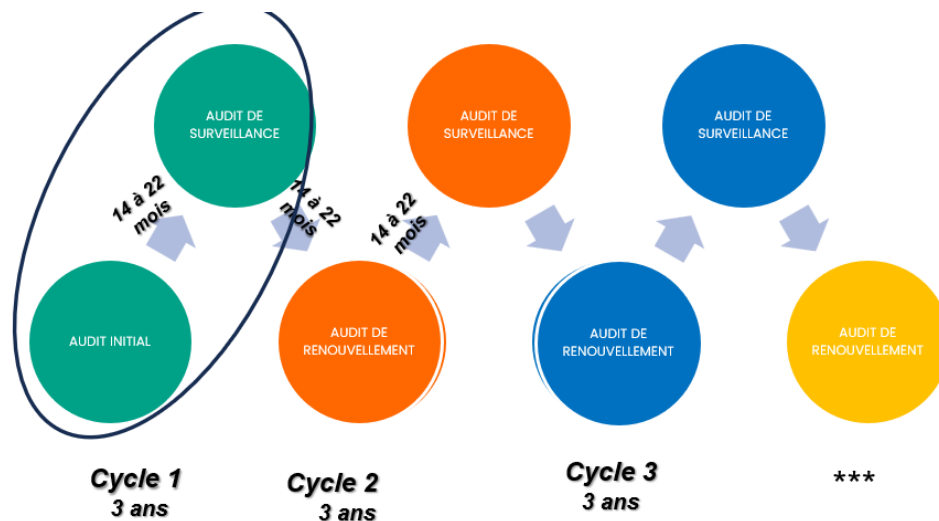 AUDIT DE
SURVEILLANCE
AUDIT DE
SURVEILLANCE
AUDIT DE
SURVEILLANCE
14 à 22
mois
14 à 22
mois
14 à 22
mois
AUDIT INITIAL
AUDIT DE
RENOUVELLEMENT
AUDIT DE
RENOUVELLEMENT
AUDIT DE
RENOUVELLEMENT
Cycle 1
3 ans
Cycle 2
3 ans
Cycle 3
3 ans
***